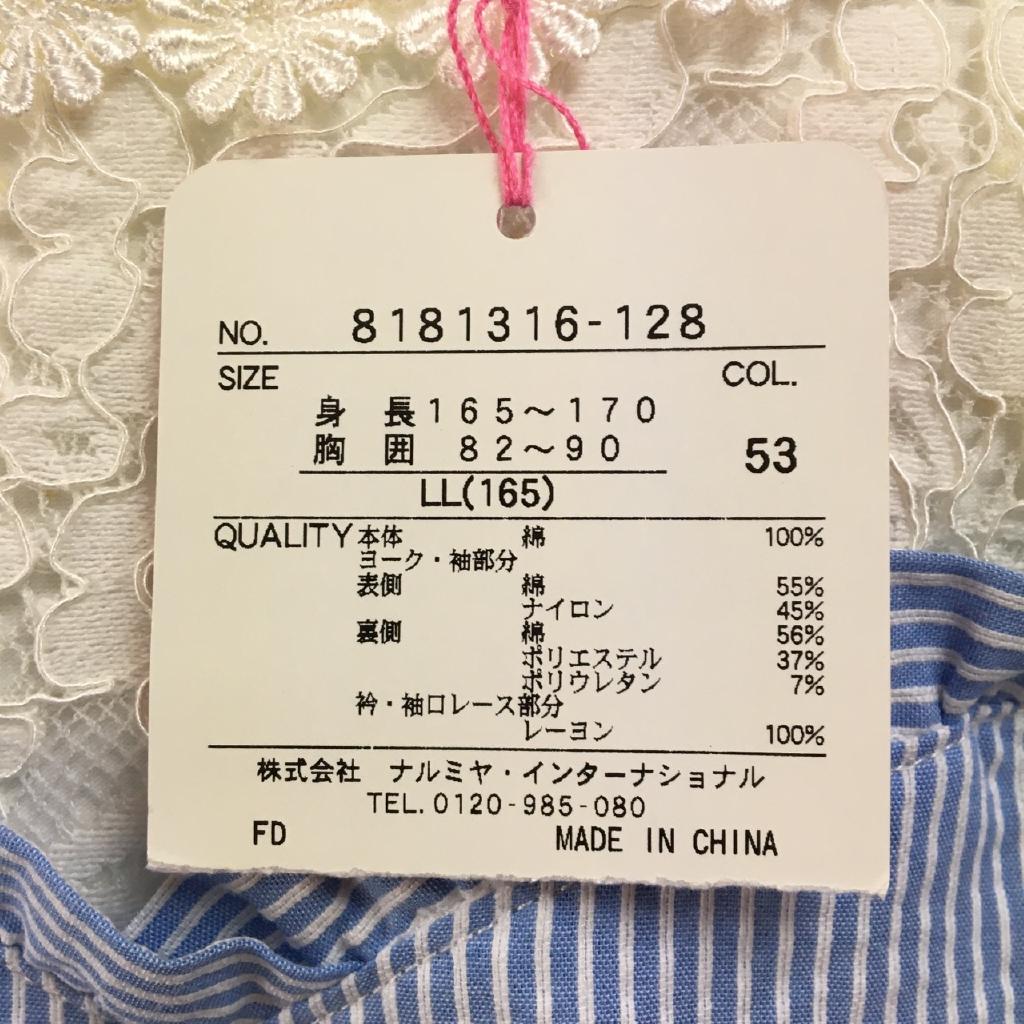 NO. 8181316-128
SIZE COL.
身 長165～170
胸 囲 82～90 53
LL(165)
QUALITY 本体 綿 100%
ヨーク・袖部分
表側 綿 55%
ナイロン 45%
裏側 綿 56%
ポリエステル 37%
ポリウレタン 7%
衿・袖口レース部分
レーヨン 100%
株式会社 ナルミヤ・インターナショナル
TEL.0120-985-080
FD MADE IN CHINA